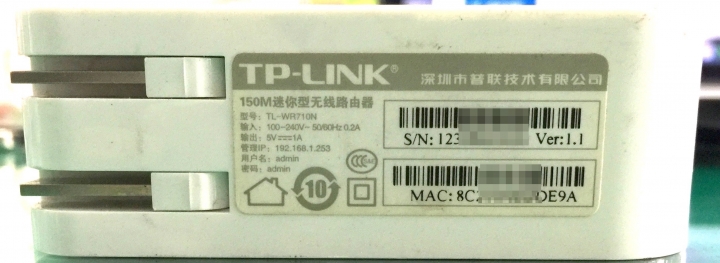 TP-LINK®
深圳市普联技术有限公司
150M迷你型无线路由器
型号: TL-WR710N
输入: 100-240V~50/60Hz 0.2A
输出: 5V⎓1A
管理IP: 192.168.1.253
用户名: admin
密码: admin
CCC
10
S/N: 123
Ver:1.1
MAC: 8C
DE9A